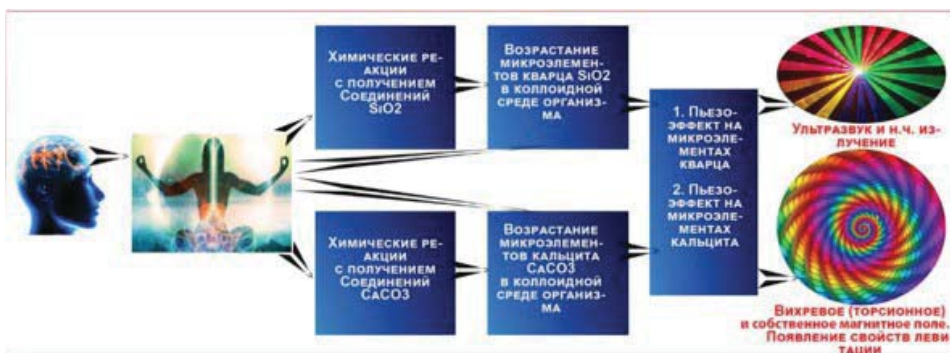 Химические ре-
акции
с получением
Соединений
SiO2
Возрастание
микроэлемен-
тов кварца SiO2
в коллоидной
среде организ-
ма
Химические ре-
акции
с получением
Соединений
CaCO3
Возрастание
микроэлемен-
тов кальцита
CaCO3
в коллоидной
среде организ-
ма
1. Пьезо-
эффект на
микроэле-
ментах
кварца
2. Пьезо-
эффект на
микроэле-
ментах
кальцита
Ультразвук и н.ч. из-
лучение
Вихревое (торсионное)
и собственное магнитное поле.
Появление свойств леви
тации